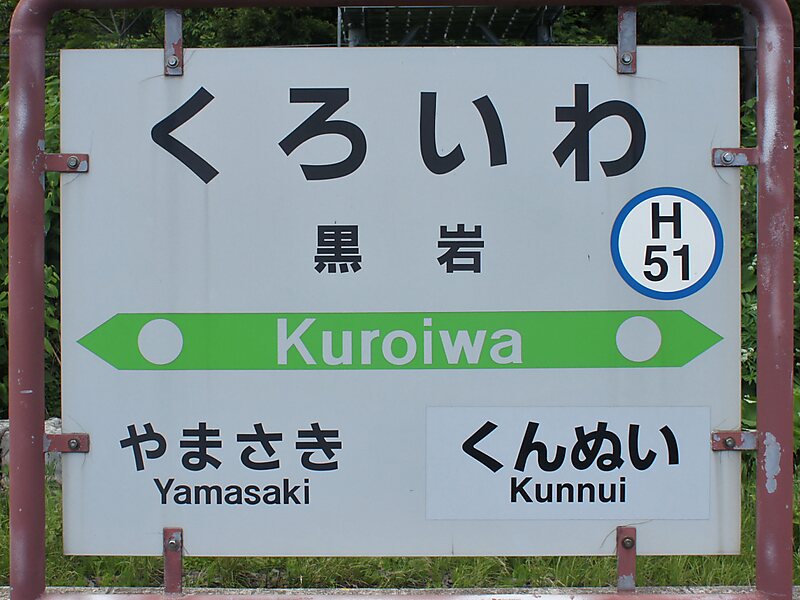 くろいわ
黒岩
H
51
Kuroiwa
やまさき
Yamasaki
くんぬい
Kunnui